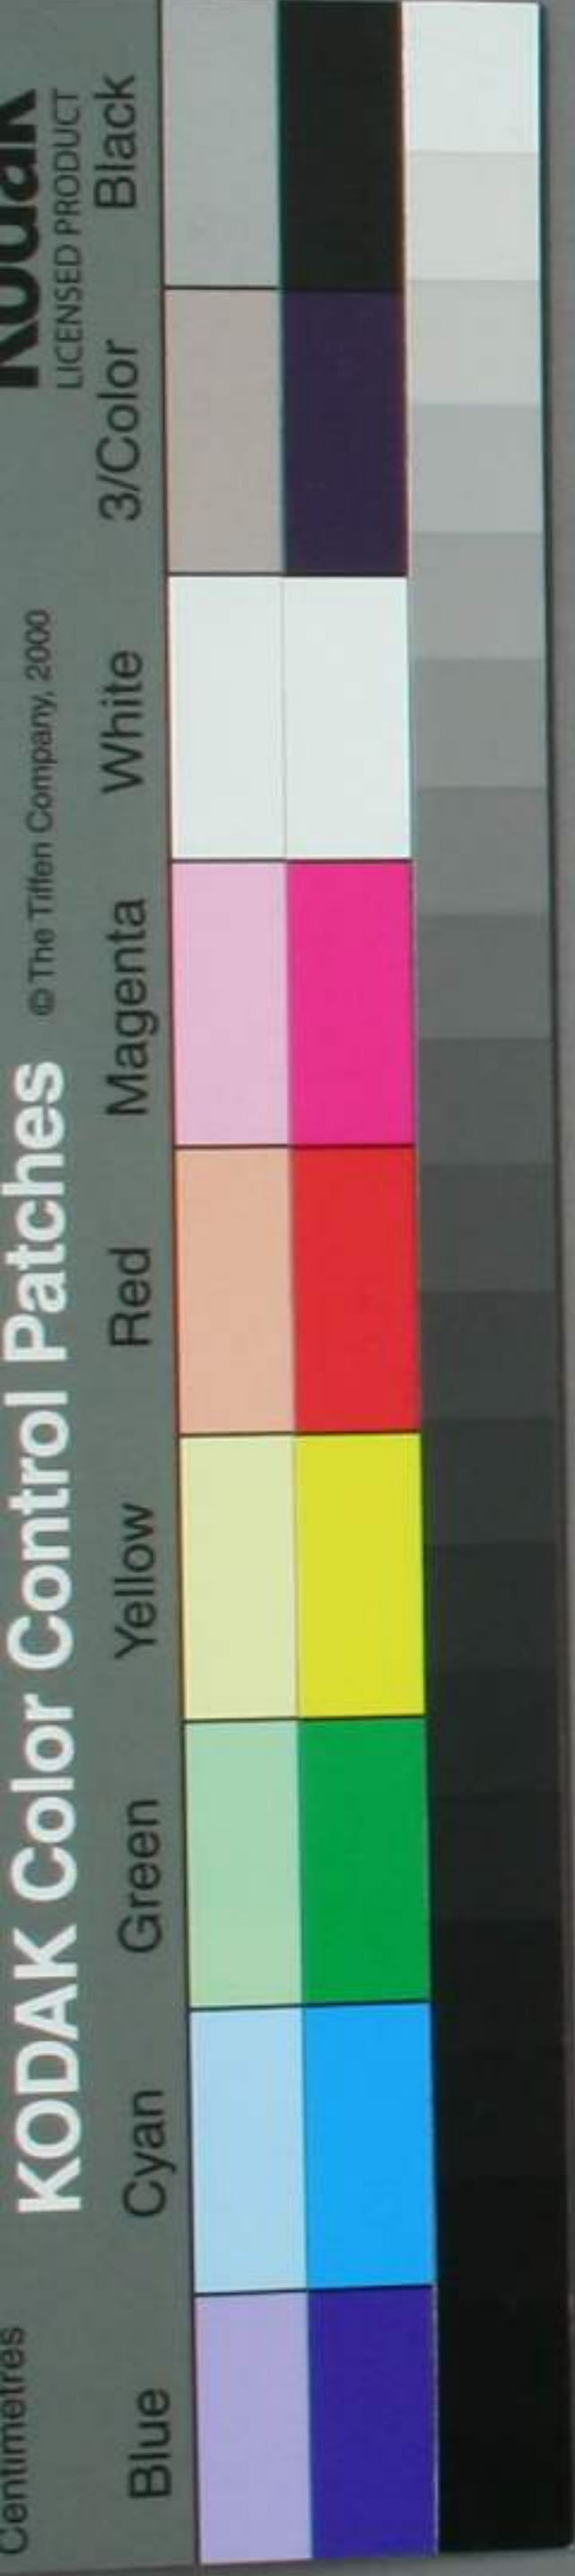 Centimetres
KODAK Color Control Patches
© The Tiffen Company, 2000
Kodak
LICENSED PRODUCT
Blue
Cyan
Green
Yellow
Red
Magenta
White
3/Color
Black